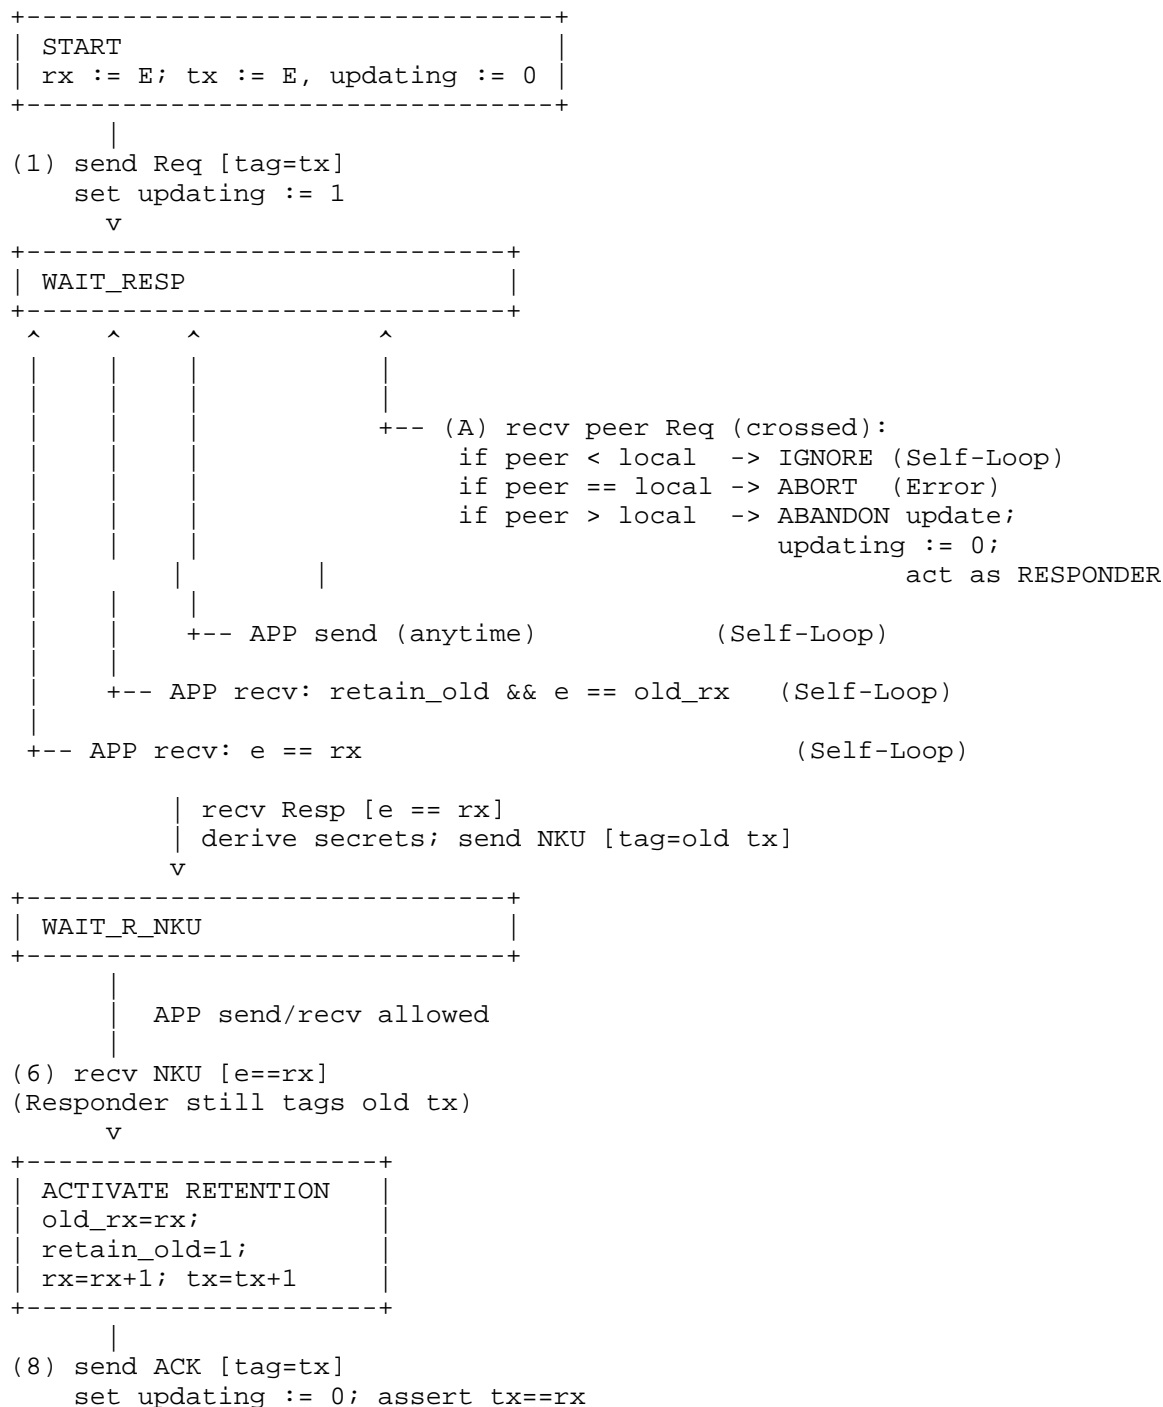 +---------------------------------+
| START                           |
| rx := E; tx := E, updating := 0 |
+---------------------------------+
      |
(1) send Req [tag=tx]
    set updating := 1
      v
+------------------------------+
| WAIT_RESP                    |
+------------------------------+
 ^    ^    ^           ^
 |    |    |           |
 |    |    |           |
 |    |    |           +-- (A) recv peer Req (crossed):
 |    |    |                if peer < local  -> IGNORE (Self-Loop)
 |    |    |                if peer == local -> ABORT  (Error)
 |    |    |                if peer > local  -> ABANDON update;
 |    |    |                                    updating := 0;
 |        |        |                                    act as RESPONDER
 |    |    |
 |    |    +-- APP send (anytime)           (Self-Loop)
 |    |
 |    +-- APP recv: retain_old && e == old_rx   (Self-Loop)
 |
 +-- APP recv: e == rx                           (Self-Loop)

          | recv Resp [e == rx]
          | derive secrets; send NKU [tag=old tx]
          v
+------------------------------+
| WAIT_R_NKU                   |
+------------------------------+
      |
      |  APP send/recv allowed
      |
(6) recv NKU [e==rx]
(Responder still tags old tx)
      v
+----------------------+
| ACTIVATE RETENTION   |
| old_rx=rx;           |
| retain_old=1;        |
| rx=rx+1; tx=tx+1     |
+----------------------+
      |
(8) send ACK [tag=tx]
    set updating := 0; assert tx==rx